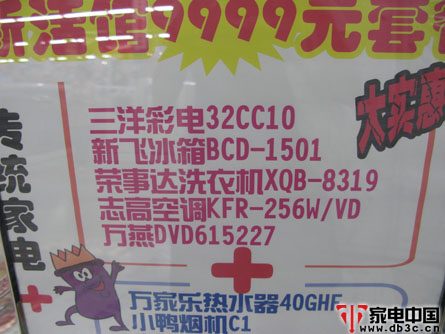 新活馆9999元套
传统家电
大实惠
三洋彩电32CC10
新飞冰箱BCD-1501
荣事达洗衣机XQB-8319
志高空调KFR-256W/VD
万燕DVD615227
+
+
万家乐热水器40GHF
小鸭烟机C1
家电中国
www.db3c.com